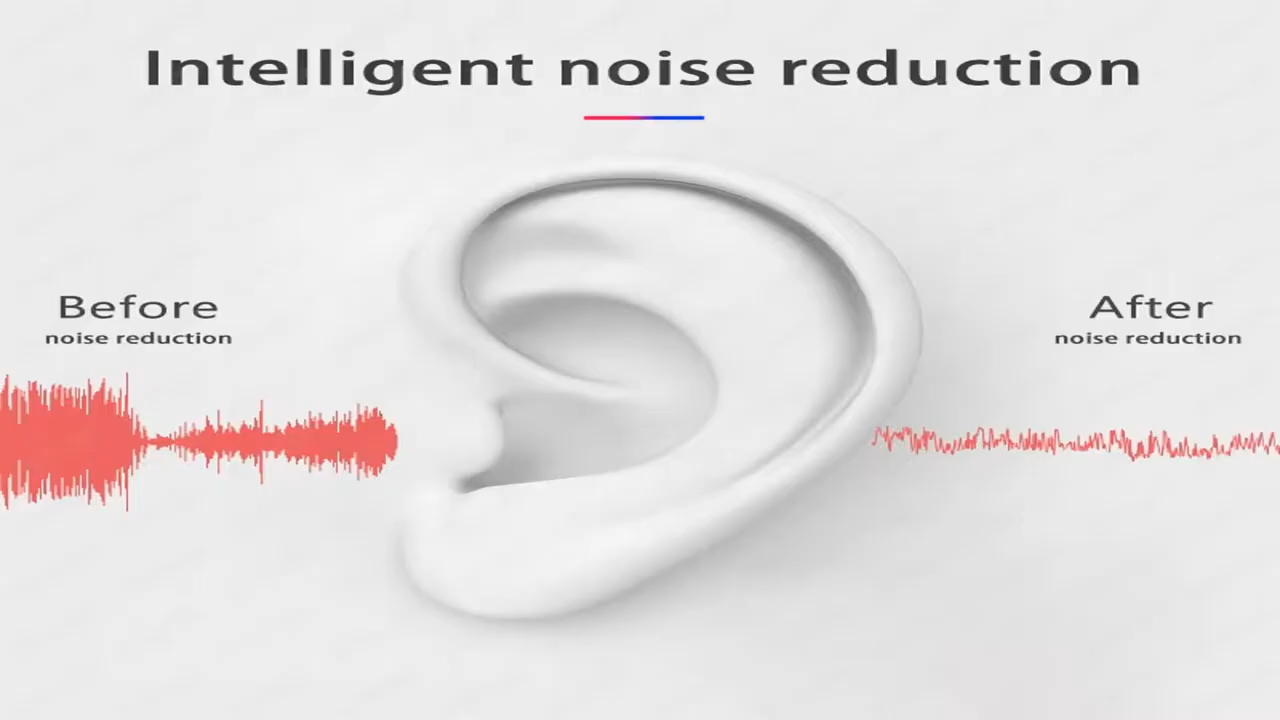 Intelligent noise reduction
Before
noise reduction
After
noise reduction